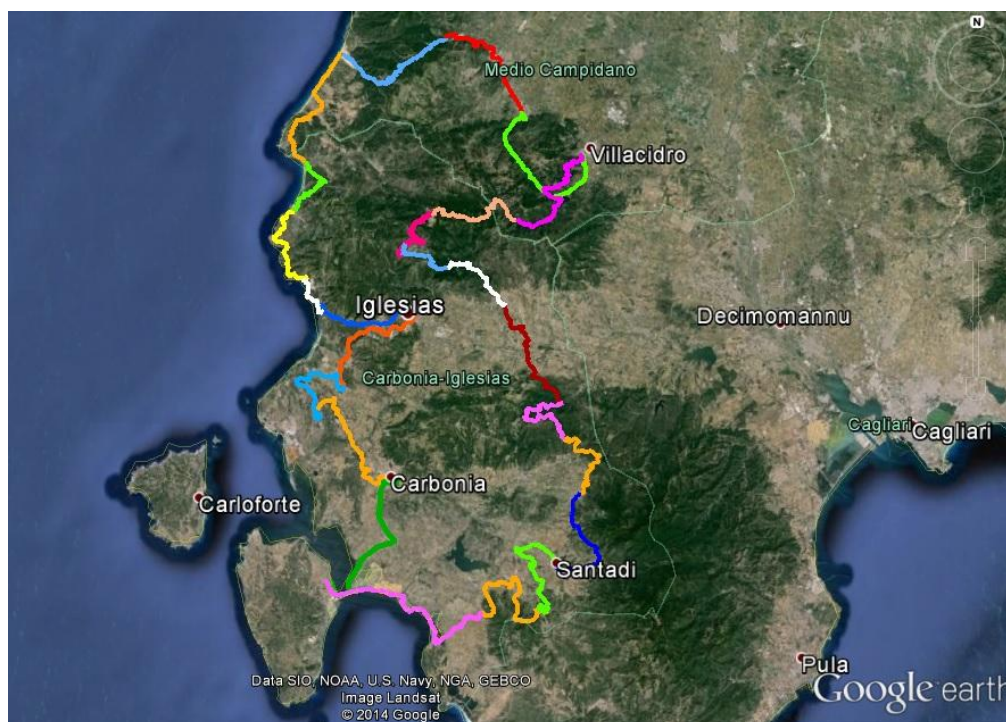 N
Medio Campidano
Villacidro
Iglesias
Decimomannu
Carbonia-Iglesias
Cagliari
Cagliari
Carbonia
Carloforte
Santadi
Pula
Data SIO, NOAA, U.S. Navy, NGA, GEBCO
Image Landsat
© 2014 Google
Google earth